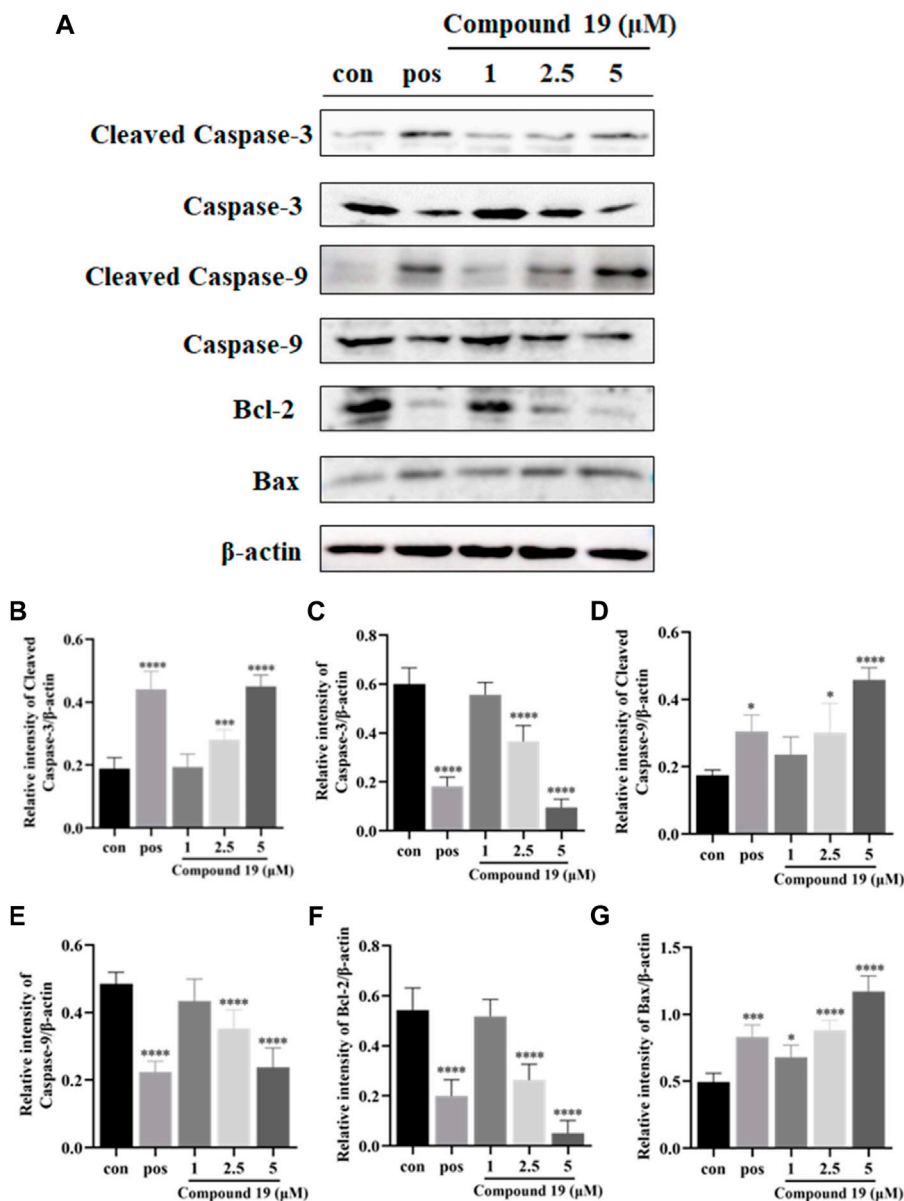 A
Compound 19 (μM)
con pos 1 2.5 5
Cleaved Caspase-3
Caspase-3
Cleaved Caspase-9
Caspase-9
Bcl-2
Bax
β-actin
B
Relative intensity of Cleaved
Caspase-3/β-actin
0.6
0.4
0.2
0.0
**** *** ****
con pos 1 2.5 5
Compound 19 (μM)
C
Relative intensity of
Caspase-3/β-actin
0.8
0.6
0.4
0.2
0.0
**** **** ****
con pos 1 2.5 5
Compound 19 (μM)
D
Relative intensity of Cleaved
Caspase-9/β-actin
0.6
0.4
0.2
0.0
* * ****
con pos 1 2.5 5
Compound 19 (μM)
E
Relative intensity of
Caspase-9/β-actin
0.6
0.4
0.2
0.0
**** **** ****
con pos 1 2.5 5
Compound 19 (μM)
F
Relative intensity of Bcl-2/β-actin
0.8
0.6
0.4
0.2
0.0
**** **** ****
con pos 1 2.5 5
Compound 19 (μM)
G
Relative intensity of Bax/β-actin
1.5
1.0
0.5
0.0
*** * **** ****
con pos 1 2.5 5
Compound 19 (μM)